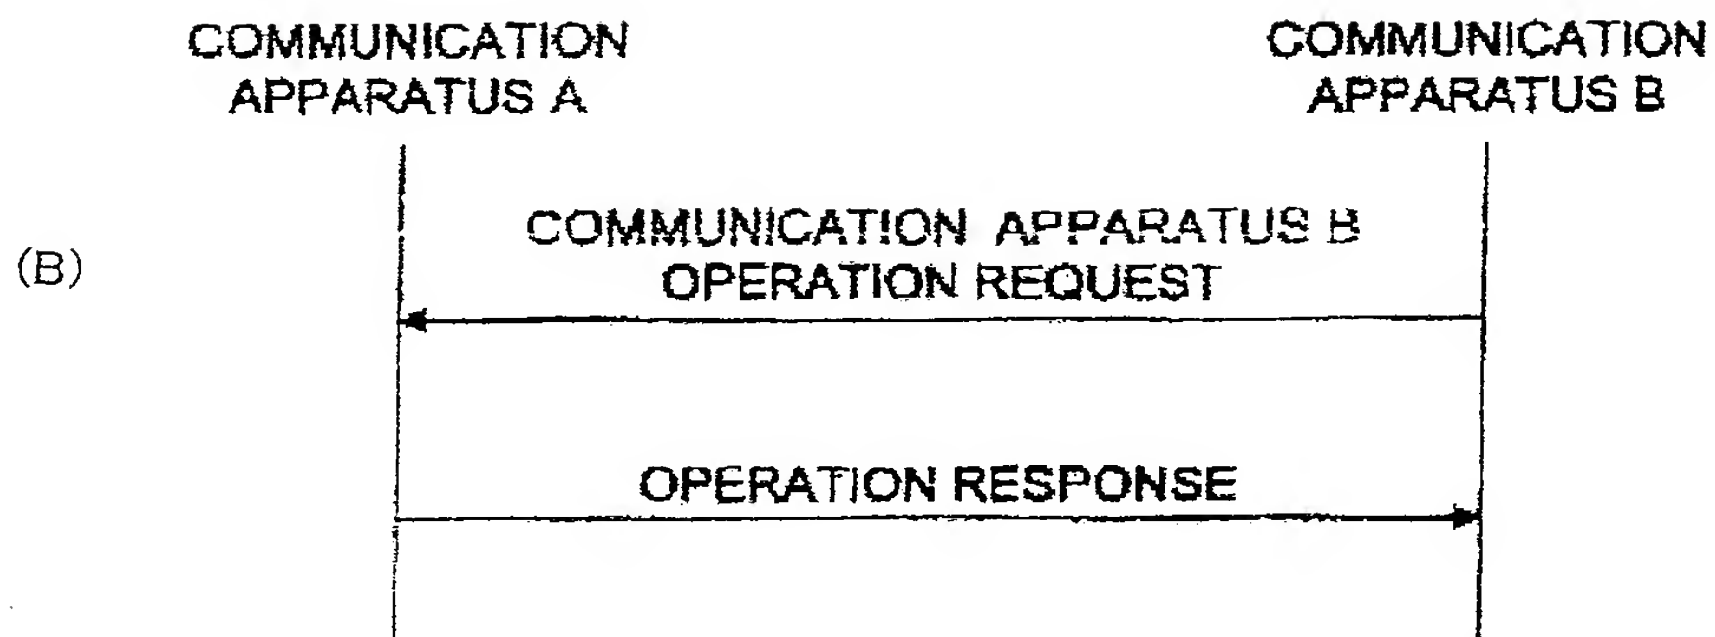 COMMUNICATION
APPARATUS A
COMMUNICATION
APPARATUS B
(B)
COMMUNICATION APPARATUS B
OPERATION REQUEST
OPERATION RESPONSE